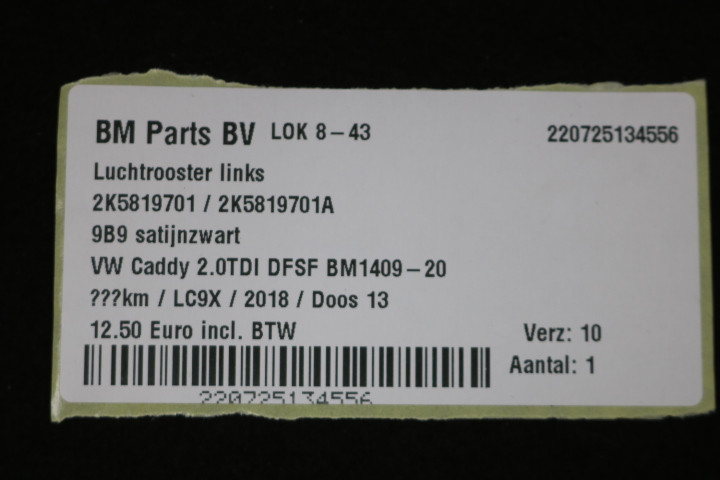 BM Parts BV LOK 8-43 220725134556
Luchtrooster links
2K5819701 / 2K5819701A
9B9 satijnzwart
VW Caddy 2.0TDI DFSF BM1409-20
???km / LC9X / 2018 / Doos 13
12.50 Euro incl. BTW Verz: 10
Aantal: 1
220725134556